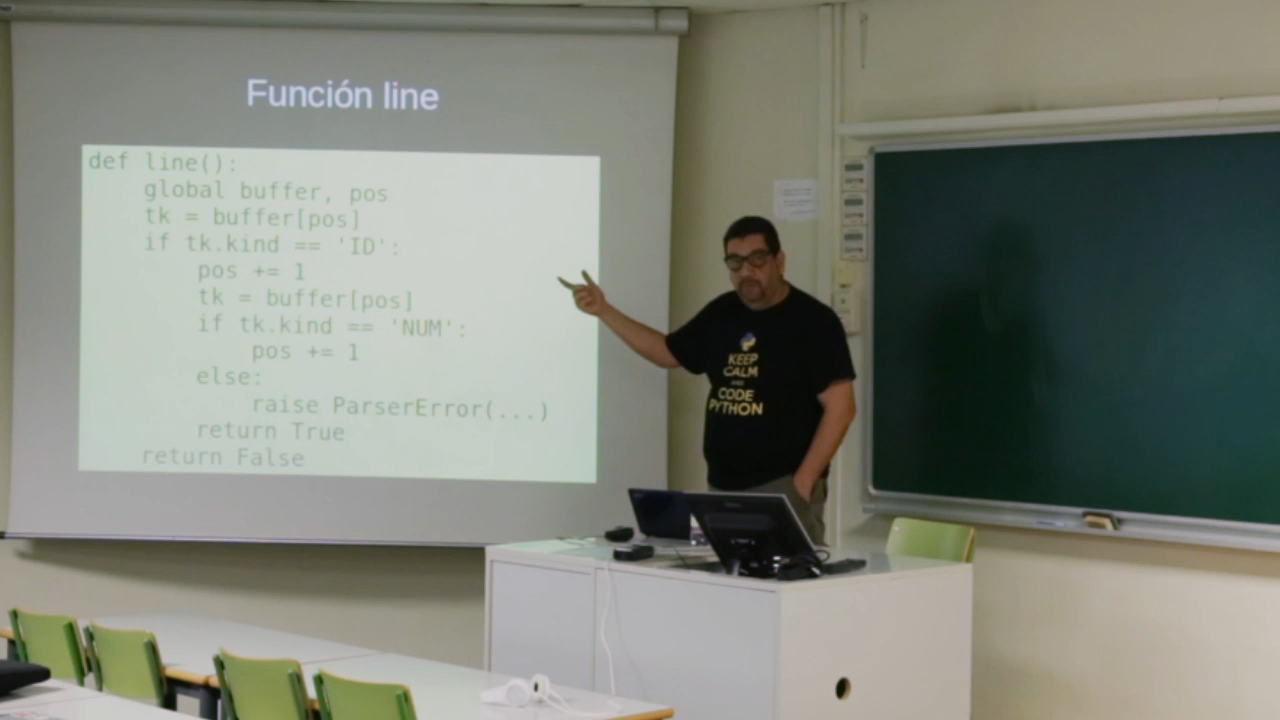 Función line
def line():
    global buffer, pos
    tk = buffer[pos]
    if tk.kind == 'ID':
        pos += 1
        tk = buffer[pos]
        if tk.kind == 'NUM':
            pos += 1
        else:
            raise ParserError(...)
        return True
    return False
KEEP
CALM
AND
CODE
PYTHON